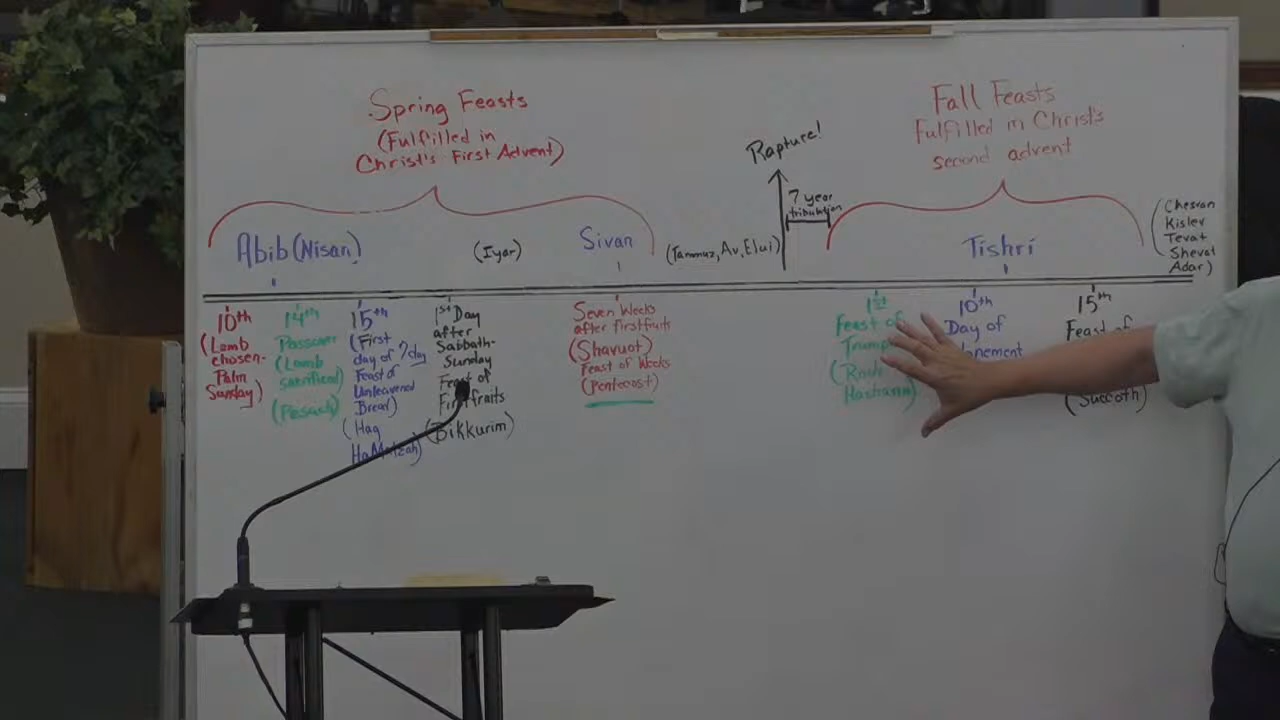 Spring Feasts
(Fulfilled in
Christ's First Advent)
Rapture!
7 year
tribulation
Fall Feasts
Fulfilled in Christ's
second advent
Abib (Nisan)
(Iyar)
Sivan
(Tammuz, Av, Elul)
Tishri
(Chesvan
Kislev
Tevat
Shevat
Adar)
10th
(Lamb
chosen-
Palm
Sunday)
14th
Passover
(Lamb
sacrificed)
(Pesach)
15th
(First
day of 7 day
Feast of
Unleavened
Bread)
(Hag
HaMatzah)
1st Day
after
Sabbath-
Sunday
Feast of
Firstfruits
(Bikkurim)
Seven Weeks
after firstfruits
(Shavuot)
Feast of Weeks
(Pentecost)
1st
Feast of
Hashann)
10th
Day of
15th
Feast of
(Succoth)